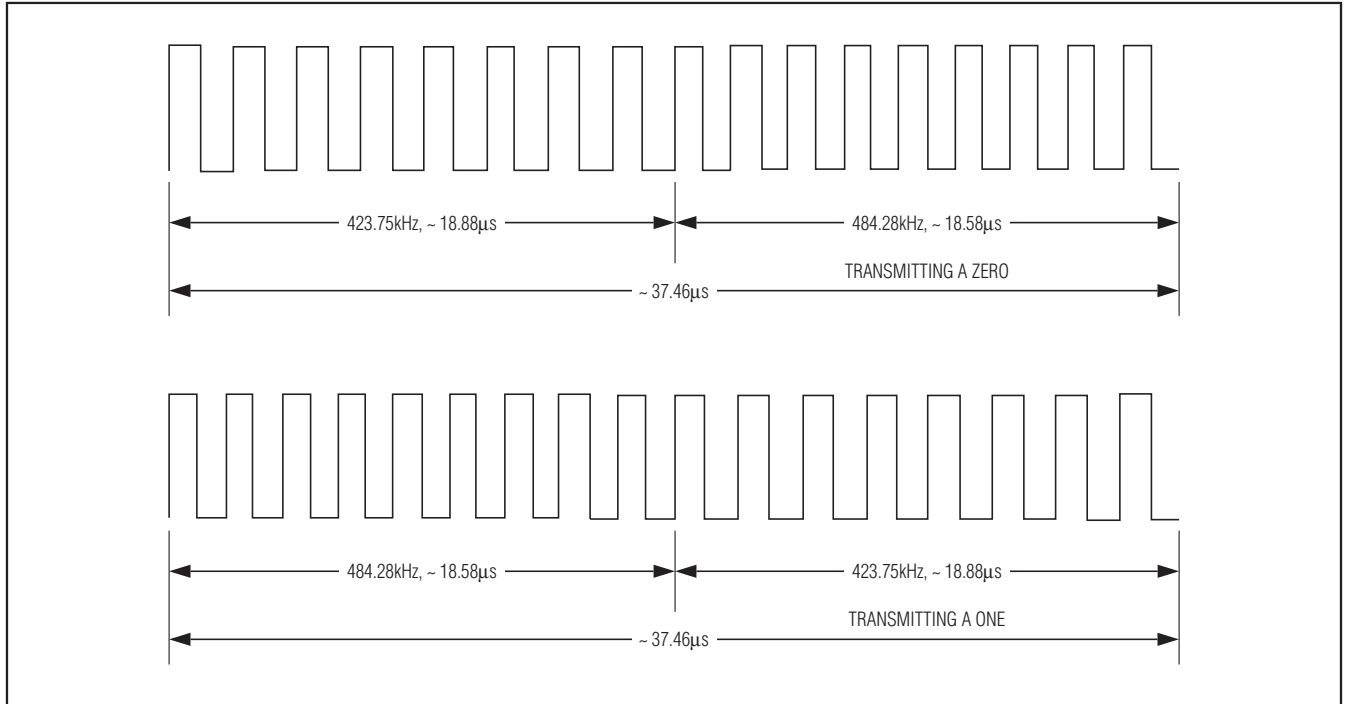 423.75kHz, ~ 18.88µs
484.28kHz, ~ 18.58µs
TRANSMITTING A ZERO
~ 37.46µs
484.28kHz, ~ 18.58µs
423.75kHz, ~ 18.88µs
TRANSMITTING A ONE
~ 37.46µs